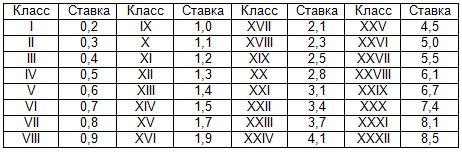 Класс Ставка Класс Ставка Класс Ставка Класс Ставка
I 0,2 IX 1,0 XVII 2,1 XXV 4,5
II 0,3 X 1,1 XVIII 2,3 XXVI 5,0
III 0,4 XI 1,2 XIX 2,5 XXVII 5,5
IV 0,5 XII 1,3 XX 2,8 XXVIII 6,1
V 0,6 XIII 1,4 XXI 3,1 XXIX 6,7
VI 0,7 XIV 1,5 XXII 3,4 XXX 7,4
VII 0,8 XV 1,7 XXIII 3,7 XXXI 8,1
VIII 0,9 XVI 1,9 XXIV 4,1 XXXII 8,5